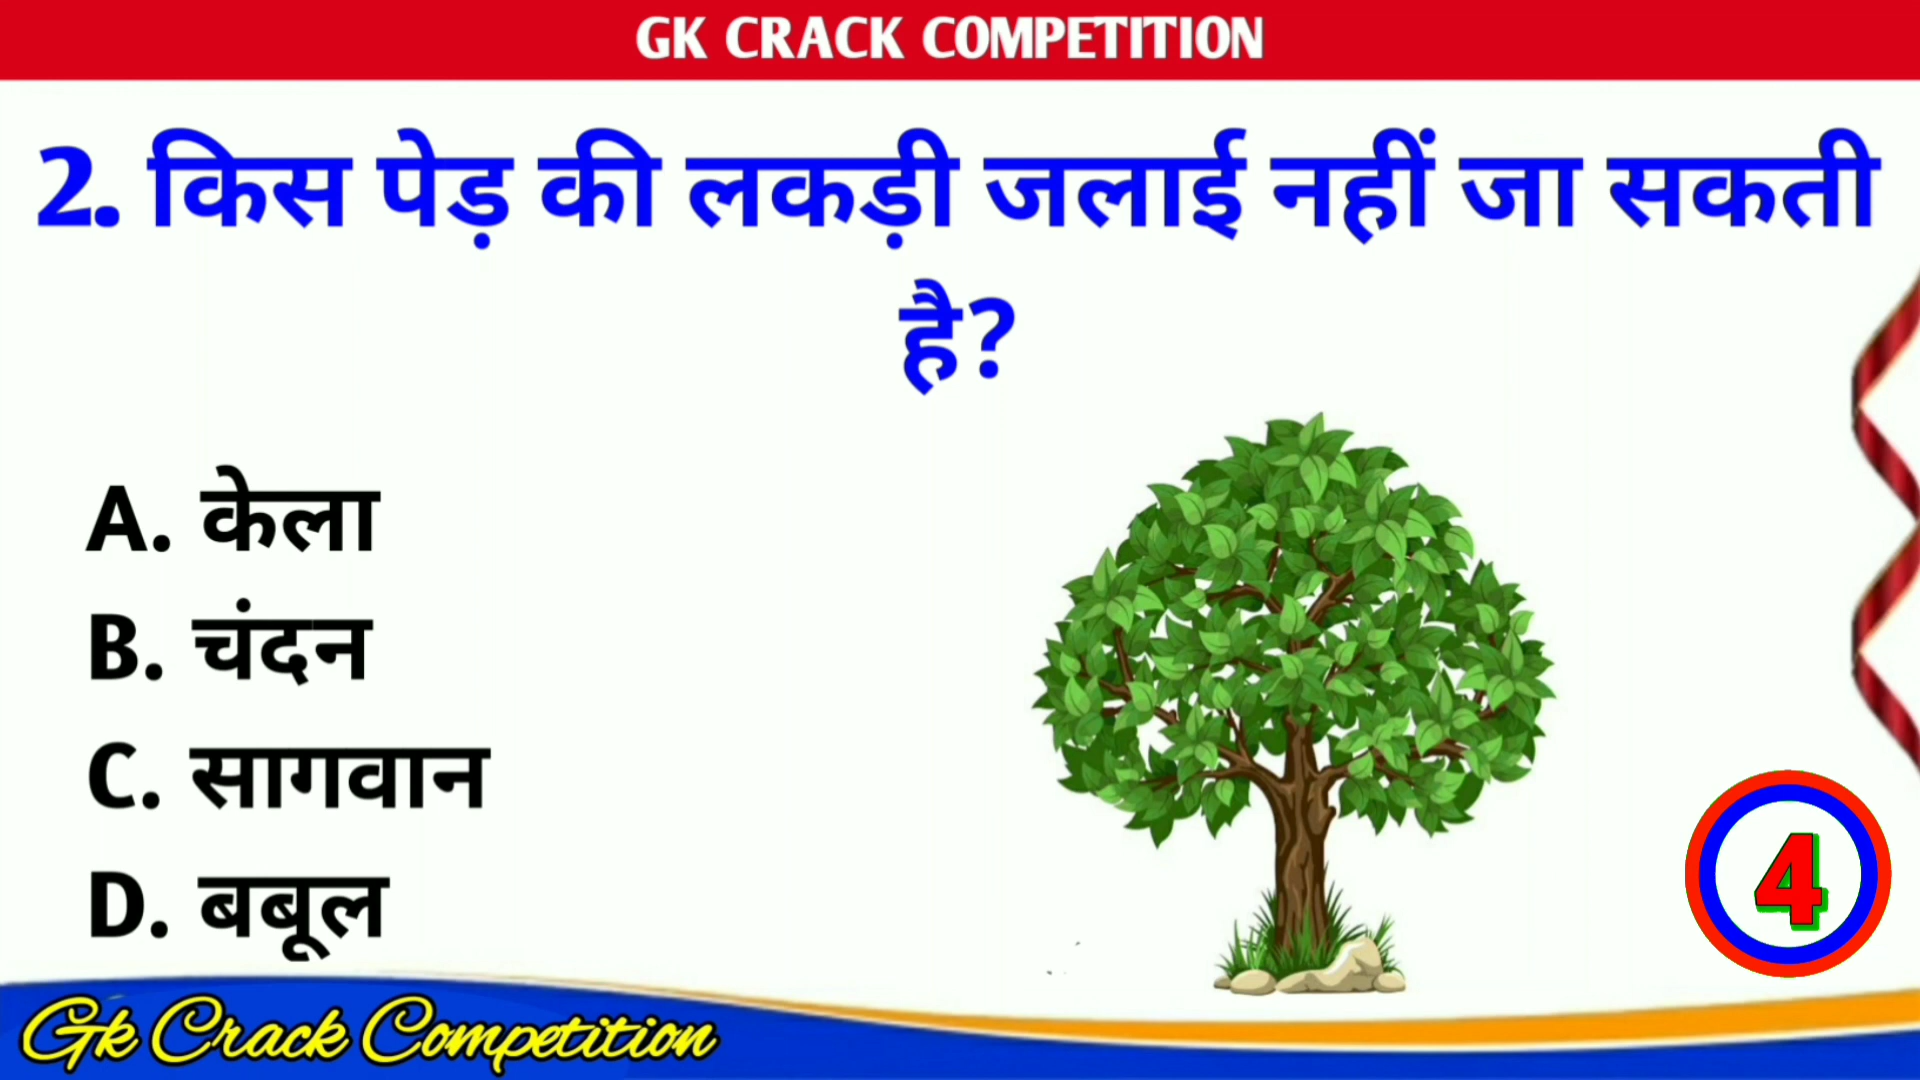 GK CRACK COMPETITION
2. किस पेड़ की लकड़ी जलाई नहीं जा सकती
है?
A. केला
B. चंदन
C. सागवान
D. बबूल
4
Gk Crack Competition